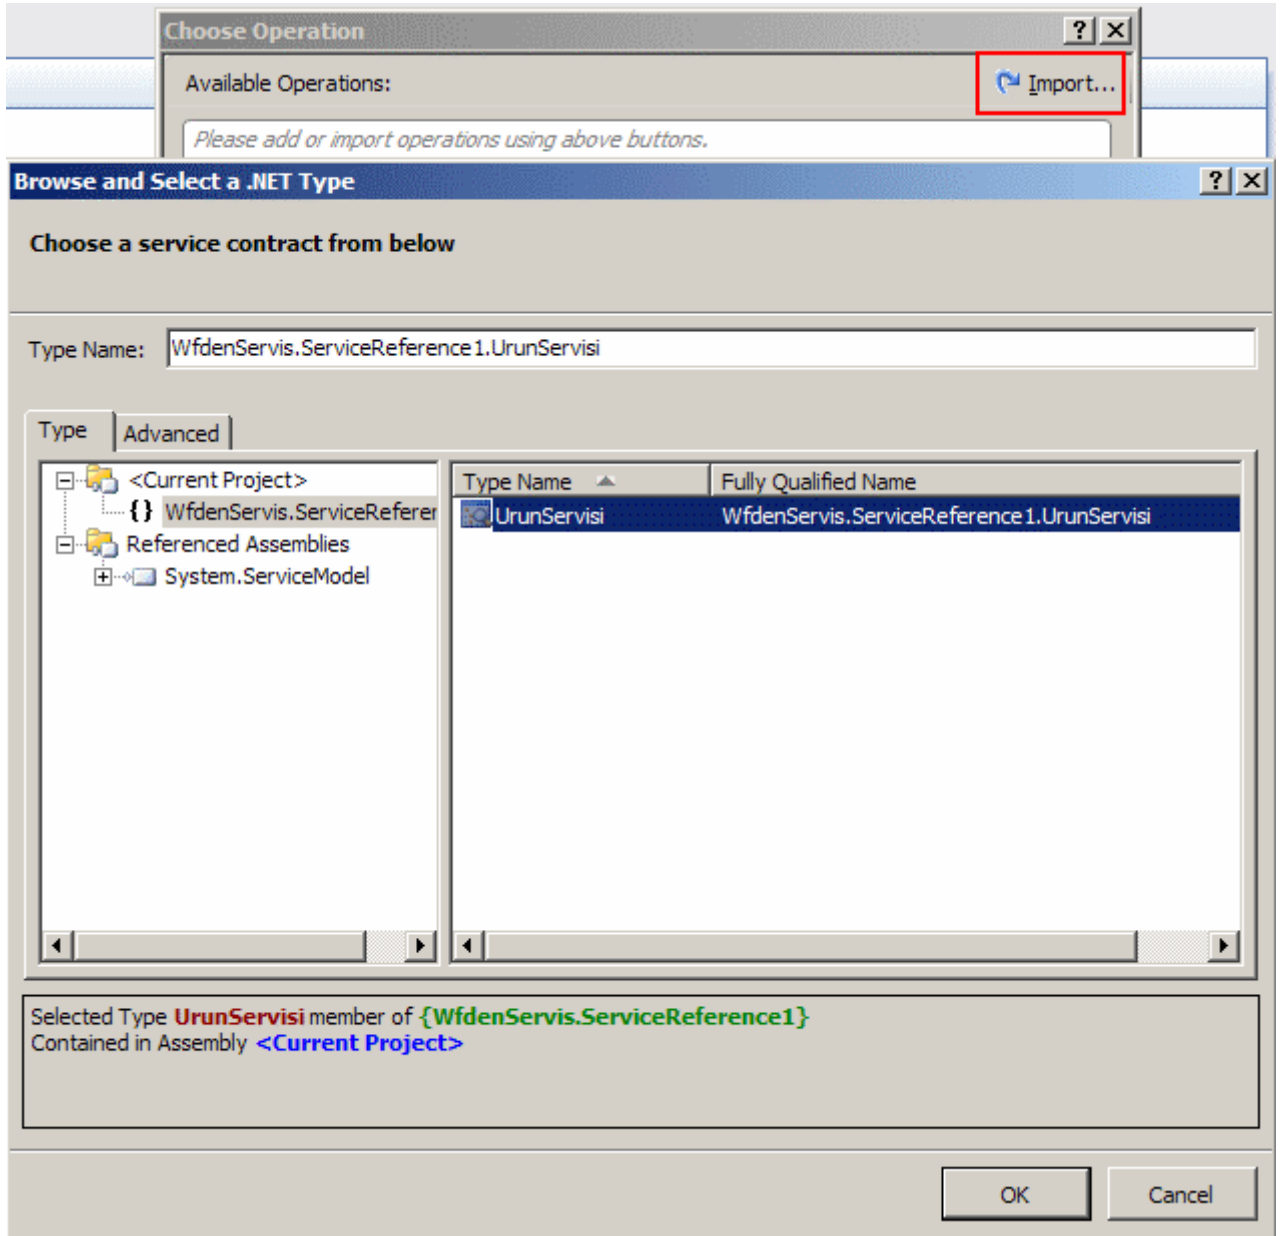 Choose Operation
Available Operations:
Import...
Please add or import operations using above buttons.
Browse and Select a .NET Type
Choose a service contract from below
Type Name: WfdenServis.ServiceReference1.UrunServisi
Type Advanced
<Current Project>
{} WfdenServis.ServiceReferer
Referenced Assemblies
System.ServiceModel
Type Name Fully Qualified Name
UrunServisi WfdenServis.ServiceReference1.UrunServisi
Selected Type UrunServisi member of {WfdenServis.ServiceReference1}
Contained in Assembly <Current Project>
OK Cancel